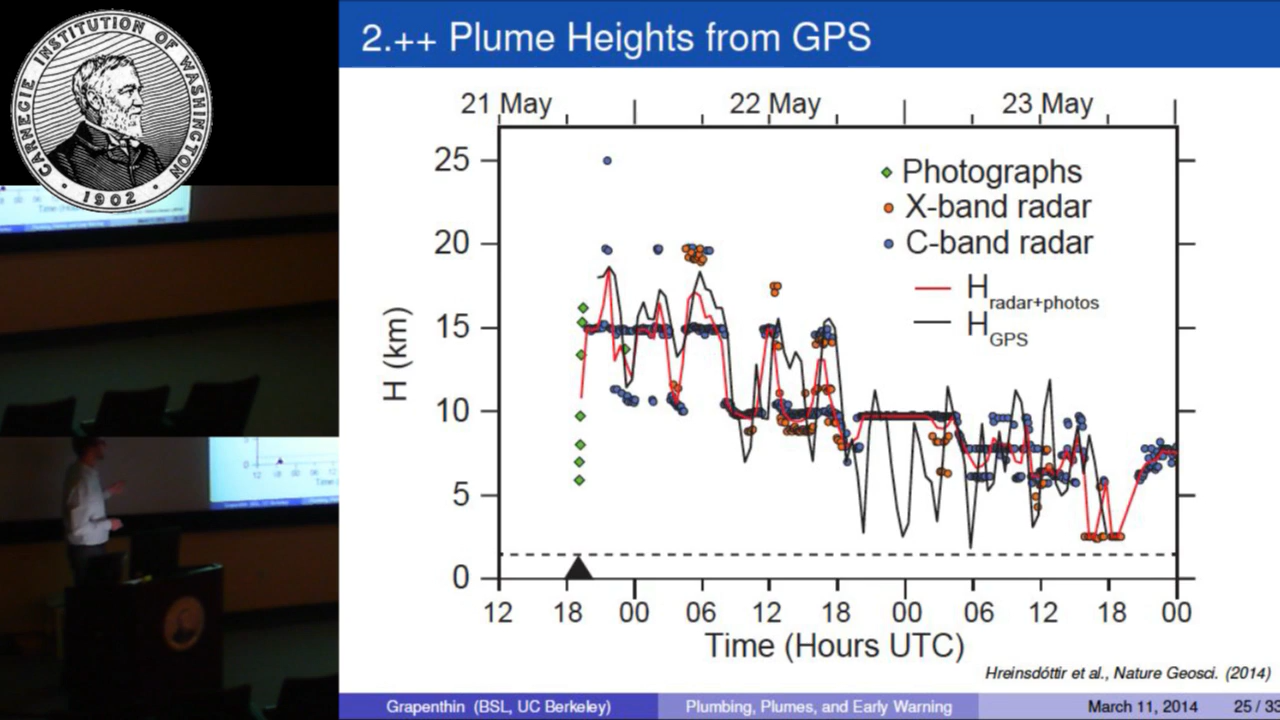 CARNEGIE INSTITUTION OF WASHINGTON
1902
2.++ Plume Heights from GPS
21 May 22 May 23 May
25
20
15
10
5
0
H (km)
Photographs
X-band radar
C-band radar
H radar+photos
H GPS
12 18 00 06 12 18 00 06 12 18 00
Time (Hours UTC)
Hreinsdóttir et al., Nature Geosci. (2014)
Grapenthin (BSL, UC Berkeley) Plumbing, Plumes, and Early Warning March 11, 2014 25 / 33